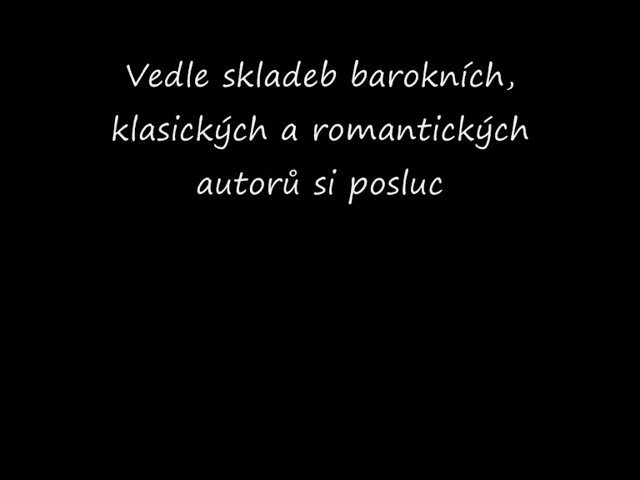 Vedle skladeb barokních,
klasických a romantických
autorů si posluc